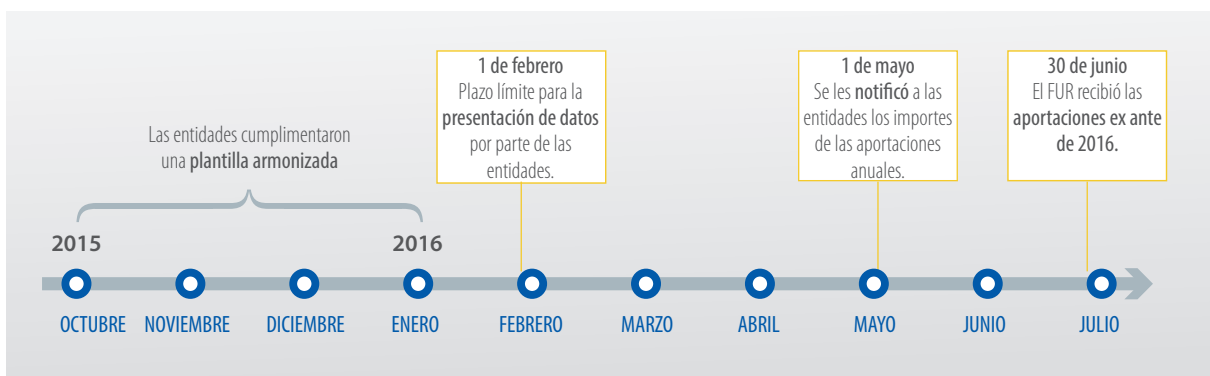 Las entidades cumplimentaron
una plantilla armonizada
1 de febrero
Plazo límite para la
presentación de datos
por parte de las
entidades.
1 de mayo
Se les notificó a las
entidades los importes
de las aportaciones
anuales.
30 de junio
El FUR recibió las
aportaciones ex ante
de 2016.
2015
2016
OCTUBRE
NOVIEMBRE
DICIEMBRE
ENERO
FEBRERO
MARZO
ABRIL
MAYO
JUNIO
JULIO